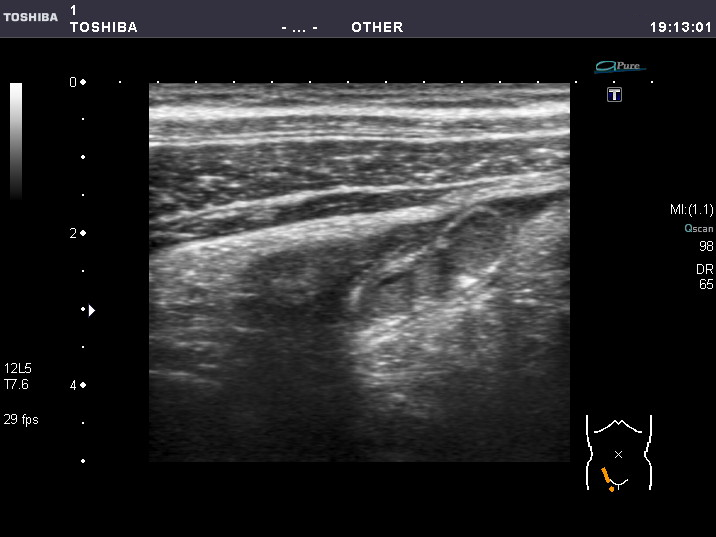 TOSHIBA
1
TOSHIBA
- ... -
OTHER
19:13:01
aPure
T
0
2
4
MI:(1.1)
Qscan
98
DR
65
12L5
T7.6
29 fps